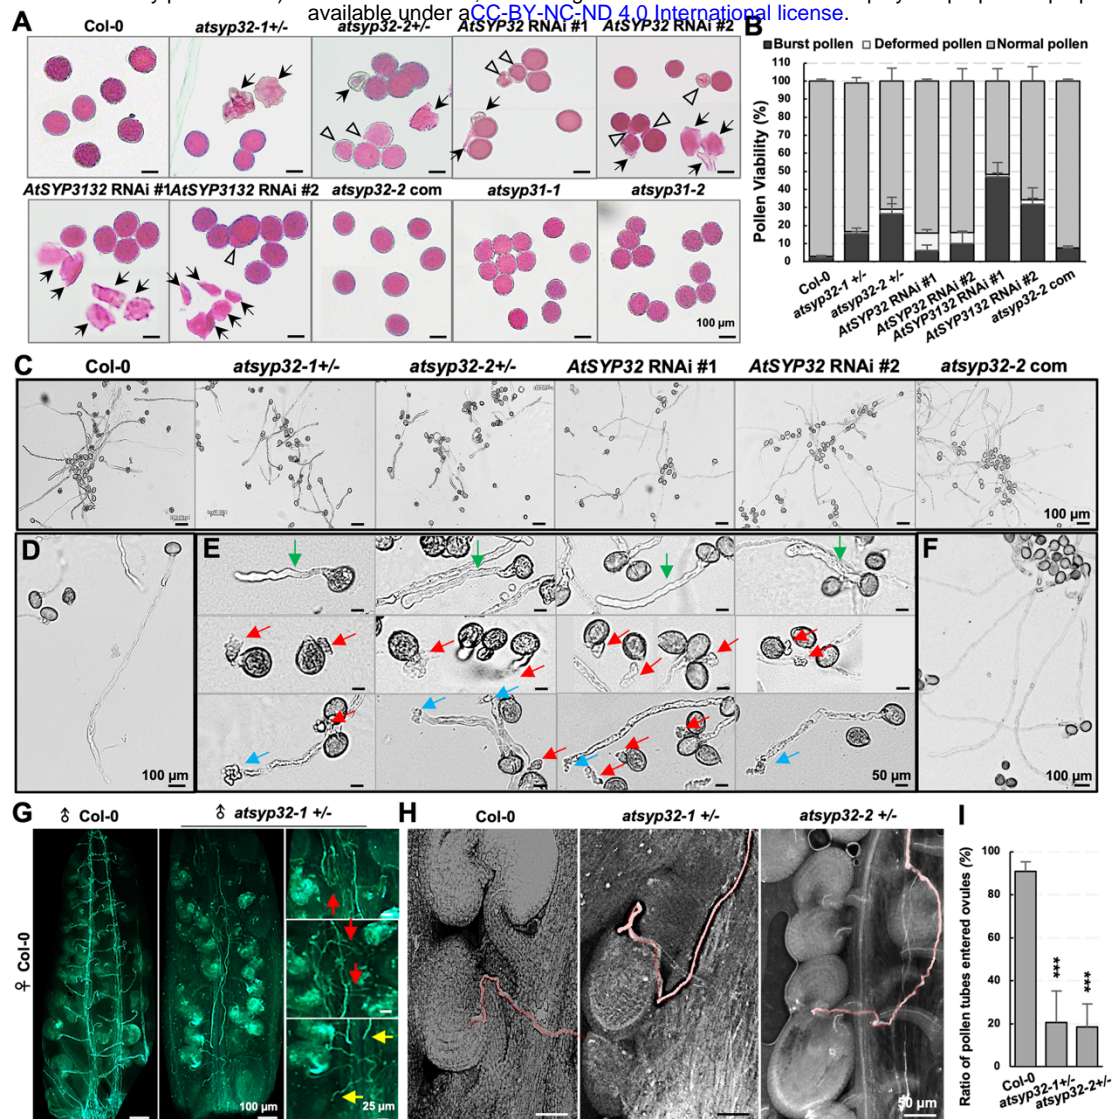 available under aCC-BY-NC-ND 4.0 International license.
A
Col-0
atsyp32-1+/-
atsyp32-2+/-
AtSYP32 RNAi #1
AtSYP32 RNAi #2
AtSYP3132 RNAi #1
AtSYP3132 RNAi #2
atsyp32-2 com
atsyp31-1
atsyp31-2
100 µm
B
Burst pollen
Deformed pollen
Normal pollen
Pollen Viability (%)
110
100
90
80
70
60
50
40
30
20
10
0
Col-0
atsyp32-1 +/-
atsyp32-2 +/-
AtSYP32 RNAi #1
AtSYP32 RNAi #2
AtSYP3132 RNAi #1
AtSYP3132 RNAi #2
atsyp32-2 com
C
Col-0
atsyp32-1+/-
atsyp32-2+/-
AtSYP32 RNAi #1
AtSYP32 RNAi #2
atsyp32-2 com
100 µm
D
100 µm
E
50 µm
F
100 µm
G
♂ Col-0
♂ atsyp32-1 +/-
♀ Col-0
100 µm
25 µm
H
Col-0
atsyp32-1 +/-
atsyp32-2 +/-
50 µm
I
Ratio of pollen tubes entered ovules (%)
100
80
60
40
20
0
***
***
Col-0
atsyp32-1+/-
atsyp32-2+/-